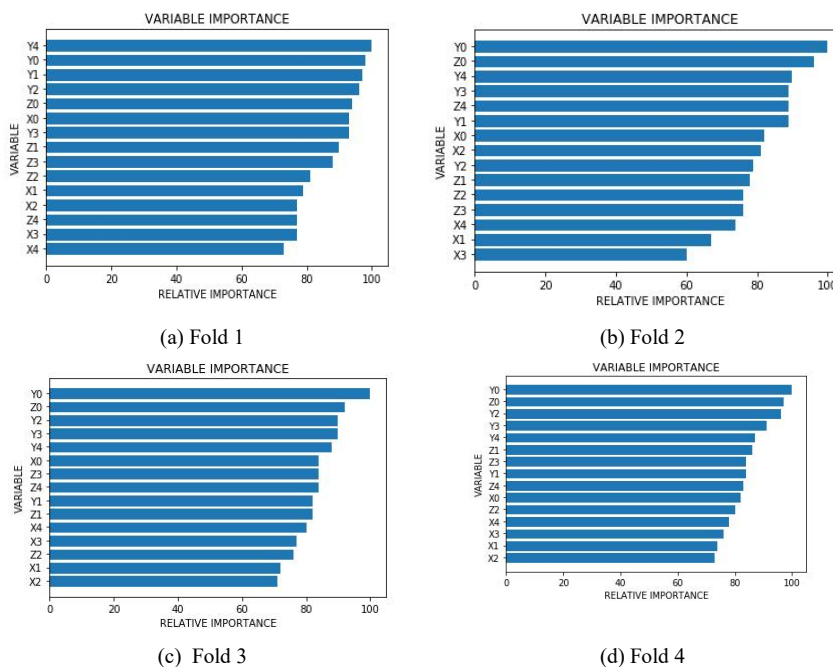 VARIABLE IMPORTANCE
Y4
Y0
Y1
Y2
Z0
X0
Y3
Z1
Z3
Z2
X1
X2
Z4
X3
X4
VARIABLE
0 20 40 60 80 100
RELATIVE IMPORTANCE
(a) Fold 1
VARIABLE IMPORTANCE
Y0
Z0
Y4
Y3
Z4
Y1
X0
X2
Y2
Z1
Z2
Z3
X4
X1
X3
VARIABLE
0 20 40 60 80 100
RELATIVE IMPORTANCE
(b) Fold 2
VARIABLE IMPORTANCE
Y0
Z0
Y2
Y3
Y4
X0
Z3
Z4
Y1
Z1
X4
X3
Z2
X1
X2
VARIABLE
0 20 40 60 80 100
RELATIVE IMPORTANCE
(c) Fold 3
VARIABLE IMPORTANCE
Y0
Z0
Y2
Y3
Y4
Z1
Z3
Y1
Z4
X0
Z2
X4
X3
X1
X2
VARIABLE
0 20 40 60 80 100
RELATIVE IMPORTANCE
(d) Fold 4